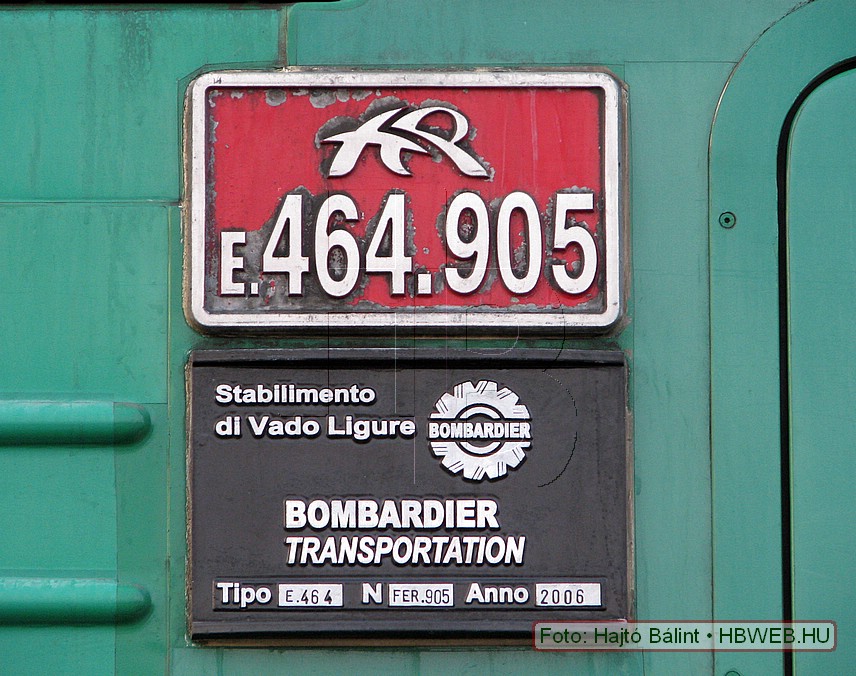 E.464.905
Stabilimento
di Vado Ligure
BOMBARDIER
BOMBARDIER
TRANSPORTATION
Tipo E.464 N FER.905 Anno 2006
Foto: Hajtó Bálint • HBWEB.HU